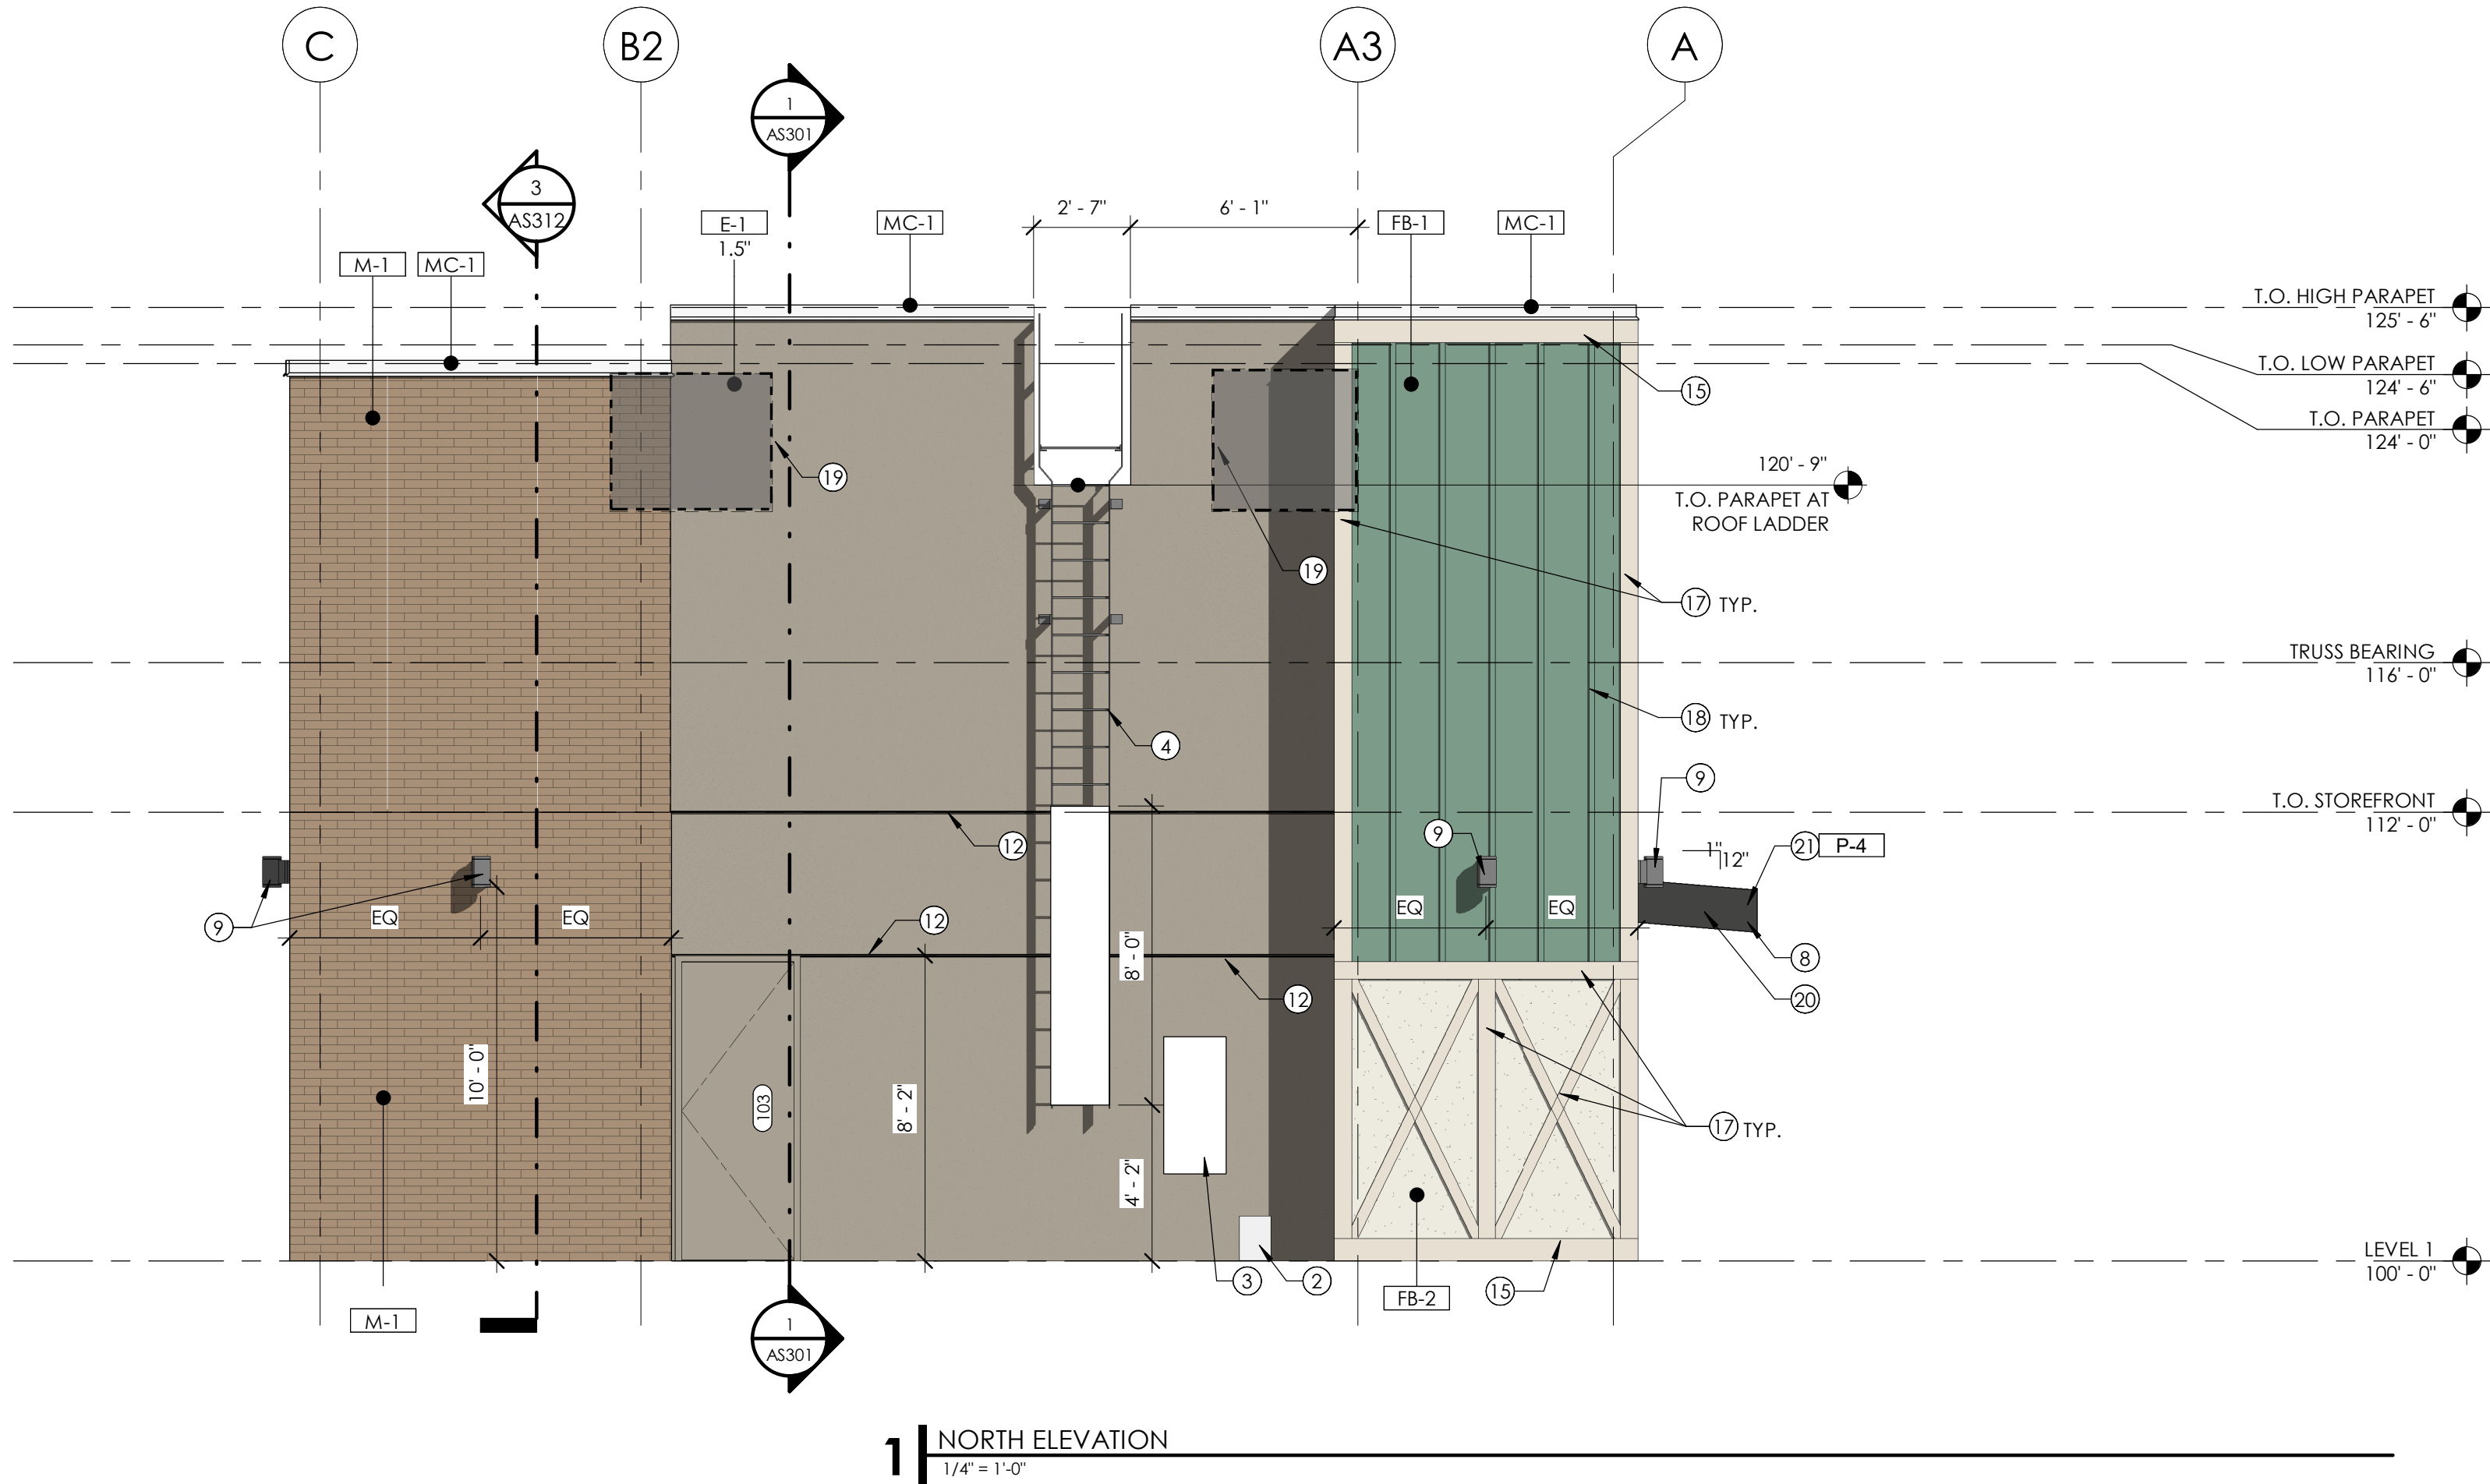 C
B2
A3
A
1
AS301
3
AS312
2' - 7"
6' - 1"
E-1
1.5"
MC-1
FB-1
MC-1
M-1
MC-1
T.O. HIGH PARAPET
125' - 6"
T.O. LOW PARAPET
124' - 6"
15
T.O. PARAPET
124' - 0"
19
120' - 9"
T.O. PARAPET AT
ROOF LADDER
19
17 TYP.
TRUSS BEARING
116' - 0"
18 TYP.
4
9
T.O. STOREFRONT
112' - 0"
12
9
1"
12"
21 P-4
9
EQ
EQ
12
EQ
EQ
8' - 0"
8
12
20
10' - 0"
103
8' - 2"
17 TYP.
4' - 2"
LEVEL 1
100' - 0"
3
2
FB-2
15
M-1
1
AS301
1 NORTH ELEVATION
1/4" = 1'-0"